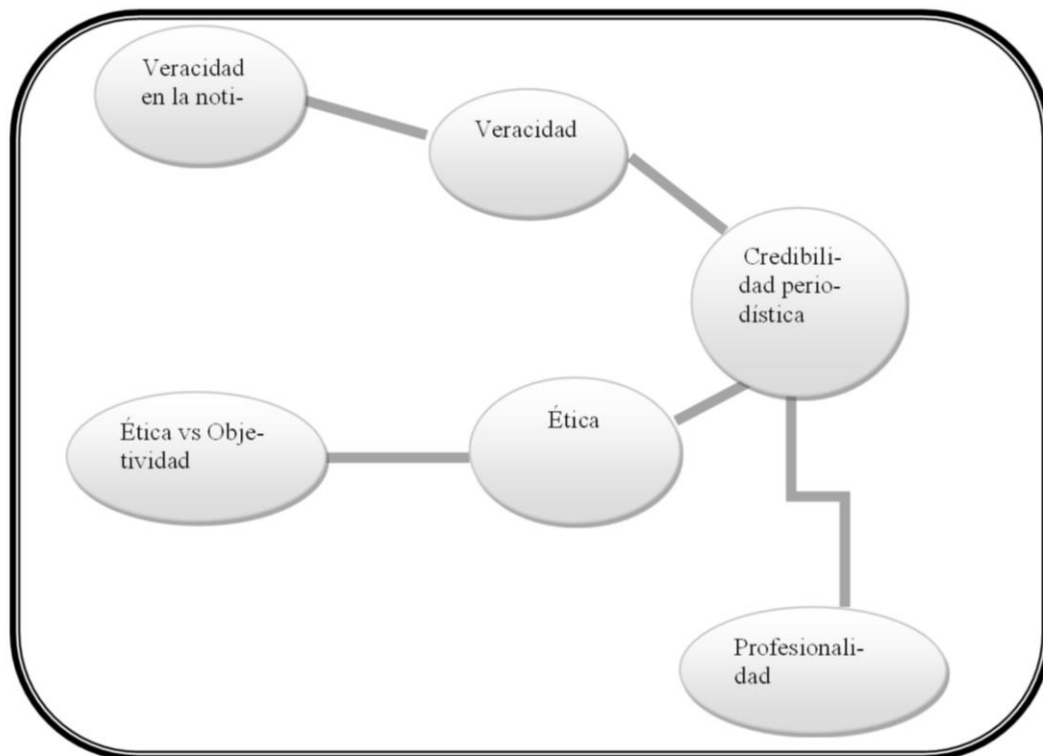 Veracidad
en la noti-
Veracidad
Credibili-
dad perio-
dística
Ética vs Obje-
tividad
Ética
Profesionali-
dad